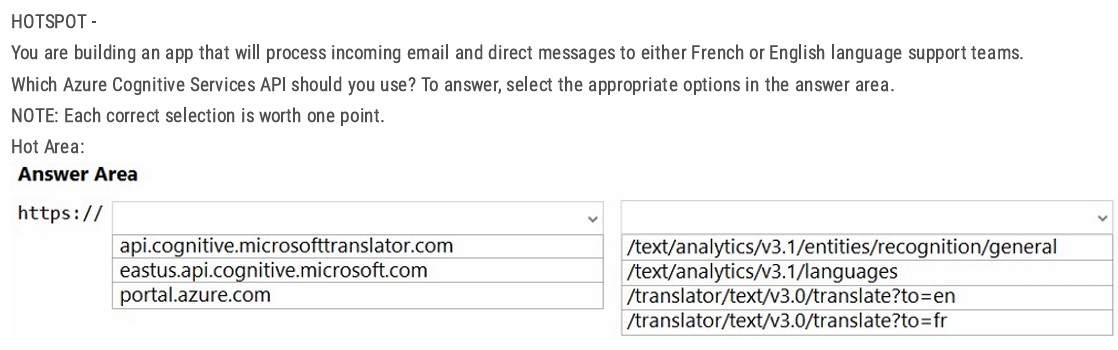 HOTSPOT -
You are building an app that will process incoming email and direct messages to either French or English language support teams.
Which Azure Cognitive Services API should you use? To answer, select the appropriate options in the answer area.
NOTE: Each correct selection is worth one point.
Hot Area:
Answer Area
https://
api.cognitive.microsofttranslator.com
eastus.api.cognitive.microsoft.com
portal.azure.com
/text/analytics/v3.1/entities/recognition/general
/text/analytics/v3.1/languages
/translator/text/v3.0/translate?to=en
/translator/text/v3.0/translate?to=fr